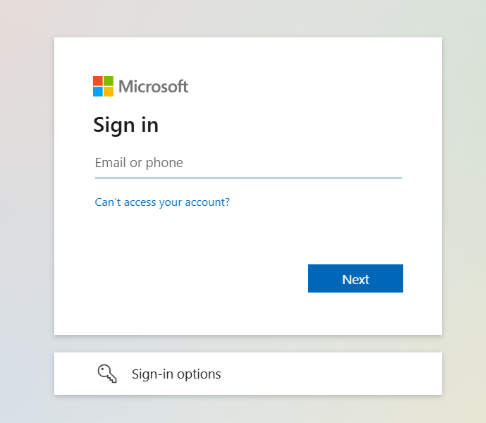 Microsoft
Sign in
Email or phone
Can't access your account?
Next
Sign-in options